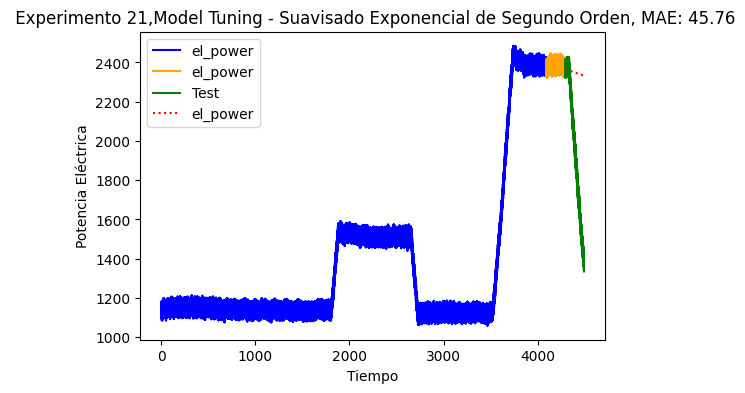 Experimento 21,Model Tuning - Suavisado Exponencial de Segundo Orden, MAE: 45.76
el_power
el_power
Test
el_power
Potencia Eléctrica
2400
2200
2000
1800
1600
1400
1200
1000
0
1000
2000
3000
4000
Tiempo